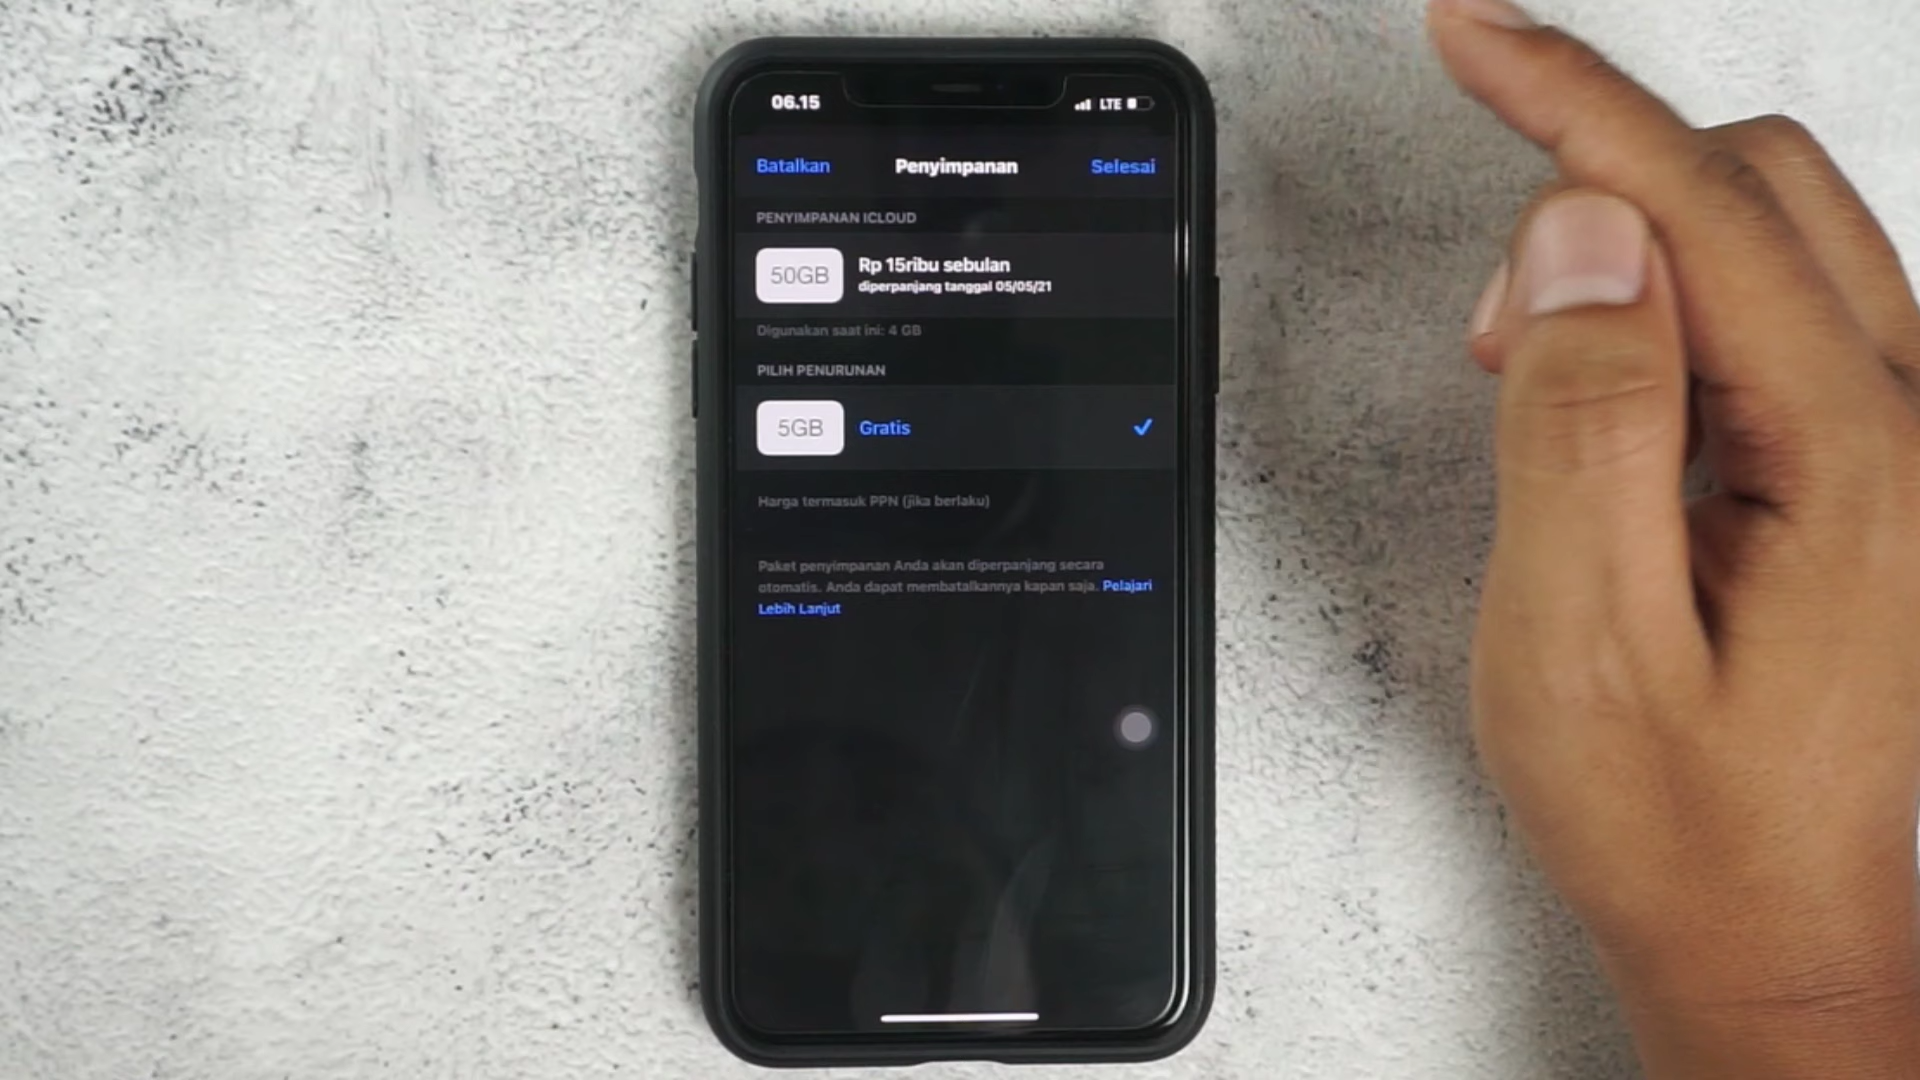 06.15
LTE
Batalkan Penyimpanan Selesai
PENYIMPANAN ICLOUD
50GB Rp 15ribu sebulan
diperpanjang tanggal 05/05/21
Digunakan saat ini: 4 GB
PILIH PENURUNAN
5GB Gratis
Harga termasuk PPN (jika berlaku)
Paket penyimpanan Anda akan diperpanjang secara
otomatis. Anda dapat membatalkannya kapan saja. Pelajari
Lebih Lanjut